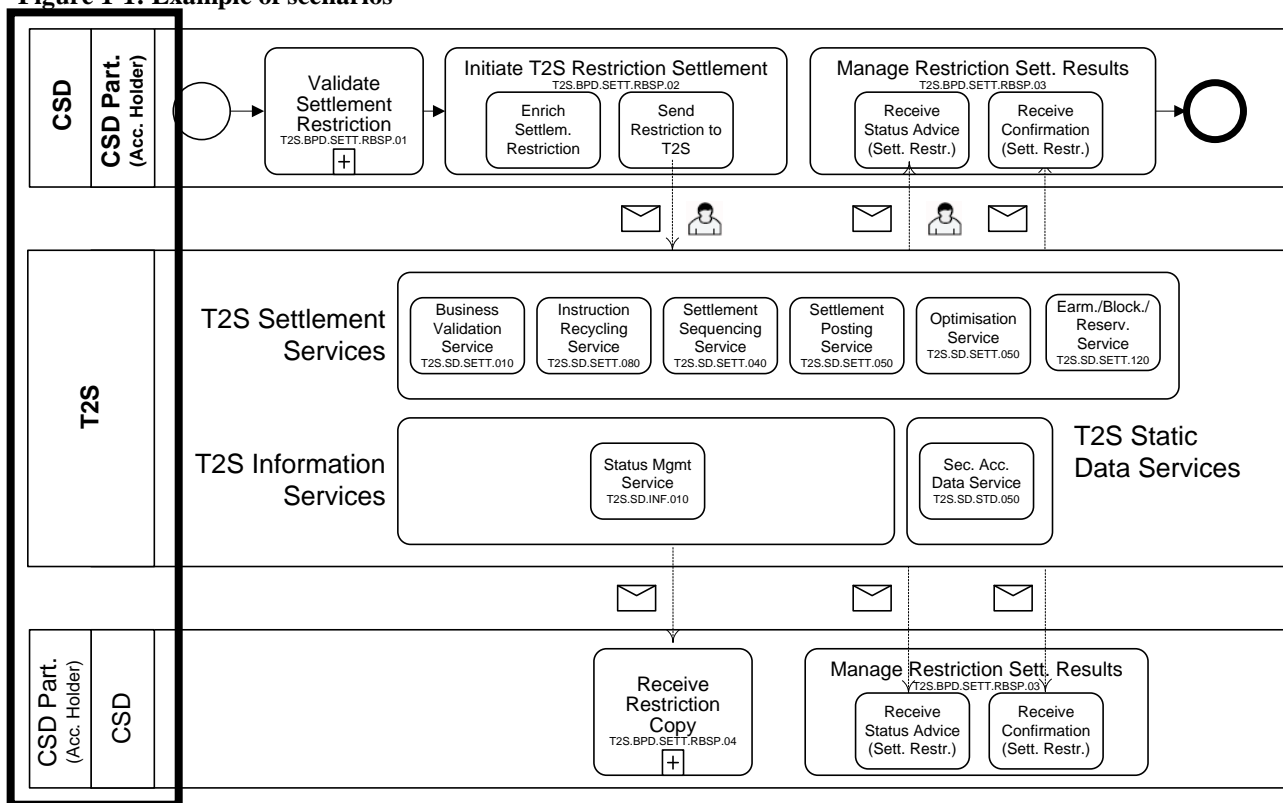 Figure 1-1: Example of scenarios
CSD
CSD Part.
(Acc. Holder)
Validate
Settlement
Restriction
T2S.BPD.SETT.RBSP.01
+
Initiate T2S Restriction Settlement
T2S.BPD.SETT.RBSP.02
Enrich
Settlem.
Restriction
Send
Restriction to
T2S
Manage Restriction Sett. Results
T2S.BPD.SETT.RBSP.03
Receive
Status Advice
(Sett. Restr.)
Receive
Confirmation
(Sett. Restr.)
T2S
T2S Settlement
Services
Business
Validation
Service
T2S.SD.SETT.010
Instruction
Recycling
Service
T2S.SD.SETT.080
Settlement
Sequencing
Service
T2S.SD.SETT.040
Settlement
Posting
Service
T2S.SD.SETT.050
Optimisation
Service
T2S.SD.SETT.050
Earm./Block./
Reserv.
Service
T2S.SD.SETT.120
T2S Information
Services
Status Mgmt
Service
T2S.SD.INF.010
Sec. Acc.
Data Service
T2S.SD.STD.050
T2S Static
Data Services
CSD Part.
(Acc. Holder)
CSD
Receive
Restriction
Copy
T2S.BPD.SETT.RBSP.04
+
Manage Restriction Sett. Results
T2S.BPD.SETT.RBSP.03
Receive
Status Advice
(Sett. Restr.)
Receive
Confirmation
(Sett. Restr.)